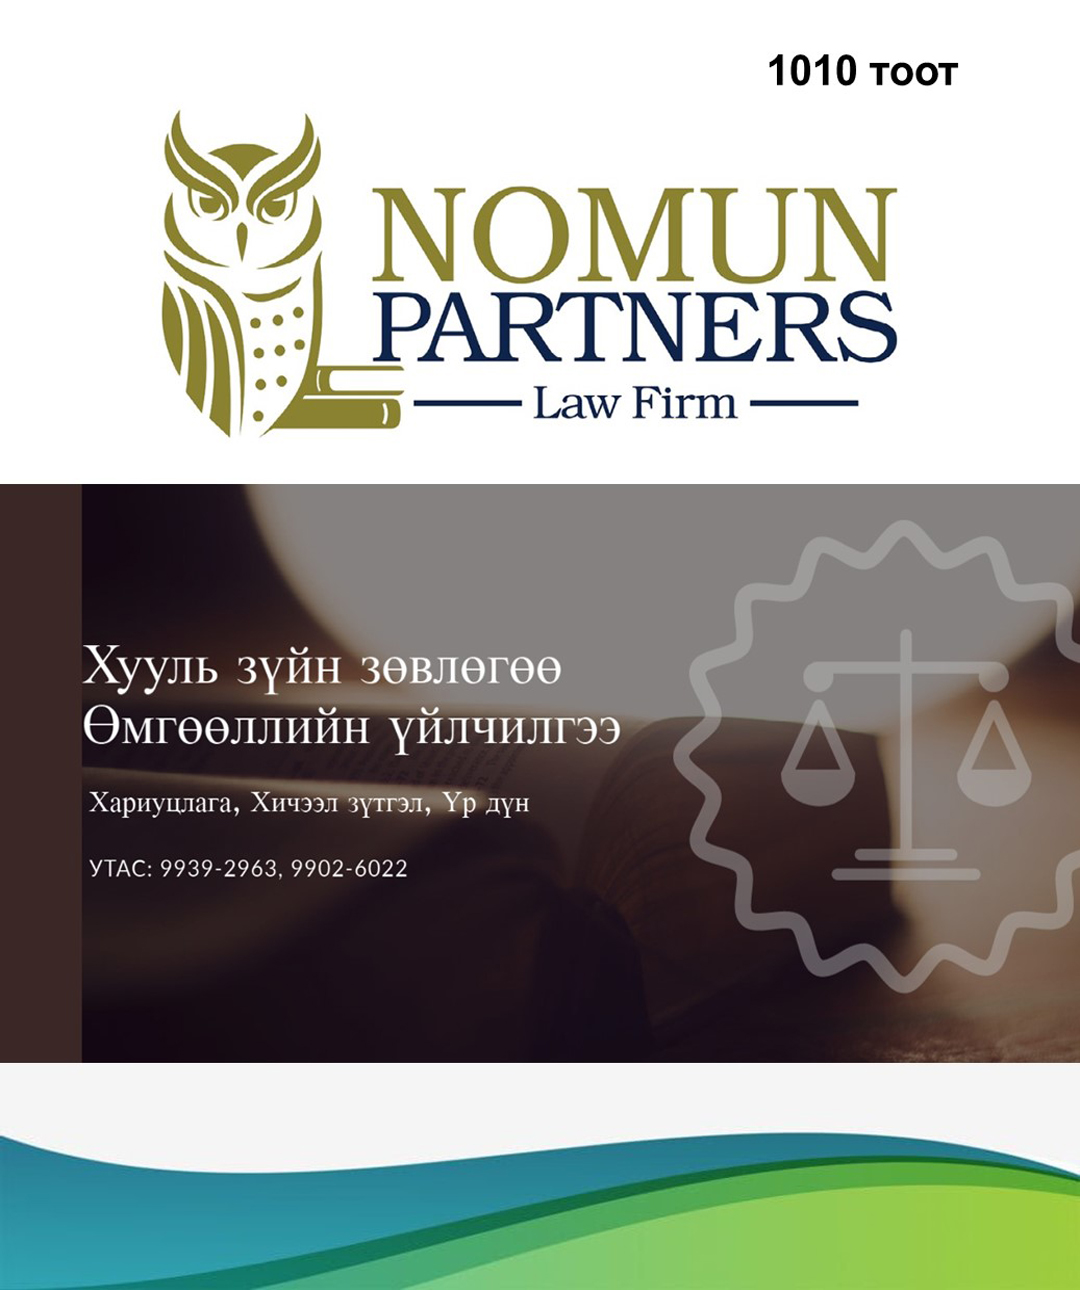 1010 тоот
NOMUN
PARTNERS
Law Firm
Хууль зүйн зөвлөгөө
Өмгөөллийн үйлчилгээ
Хариуцлага, Хичээл зүтгэл, Үр дүн
УТАС: 9939-2963, 9902-6022